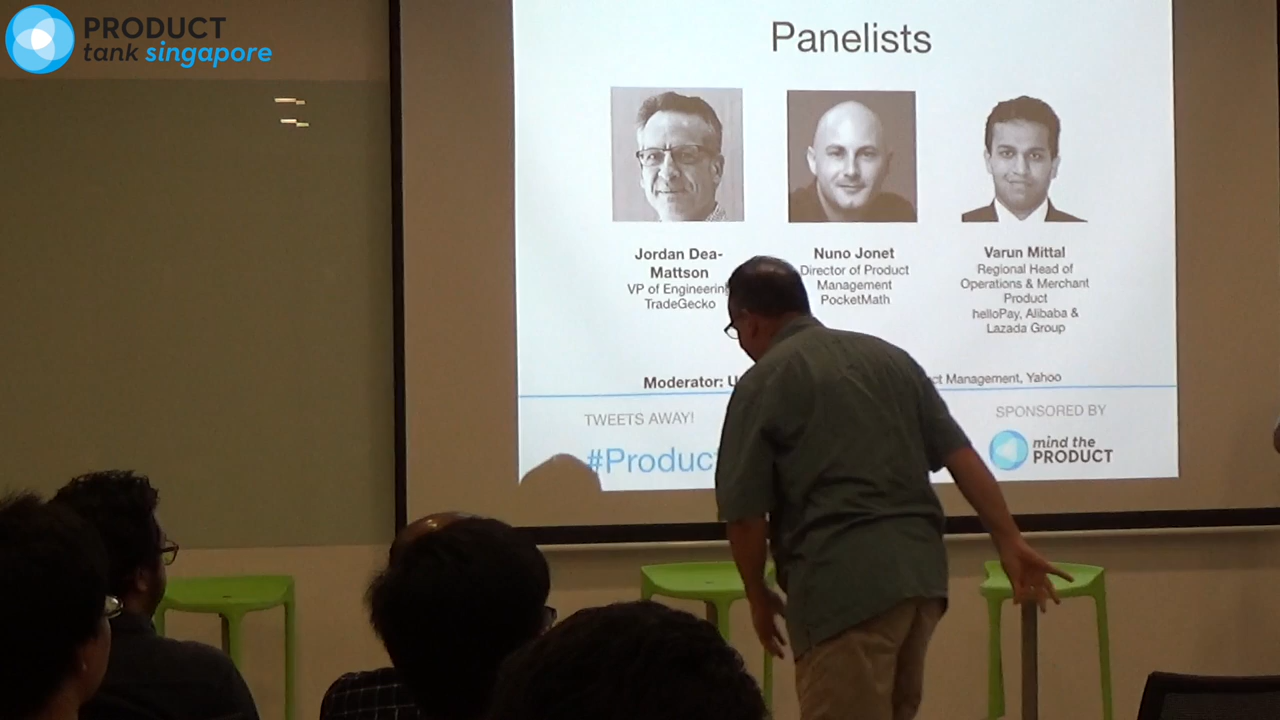 PRODUCT
tank singapore
Panelists
Jordan Dea-
Mattson
VP of Engineering
TradeGecko
Nuno Jonet
Director of Product
Management
PocketMath
Varun Mittal
Regional Head of
Operations & Merchant
Product
helloPay, Alibaba &
Lazada Group
Moderator: Management, Yahoo
TWEETS AWAY!
#Produc
SPONSORED BY
mind the
PRODUCT